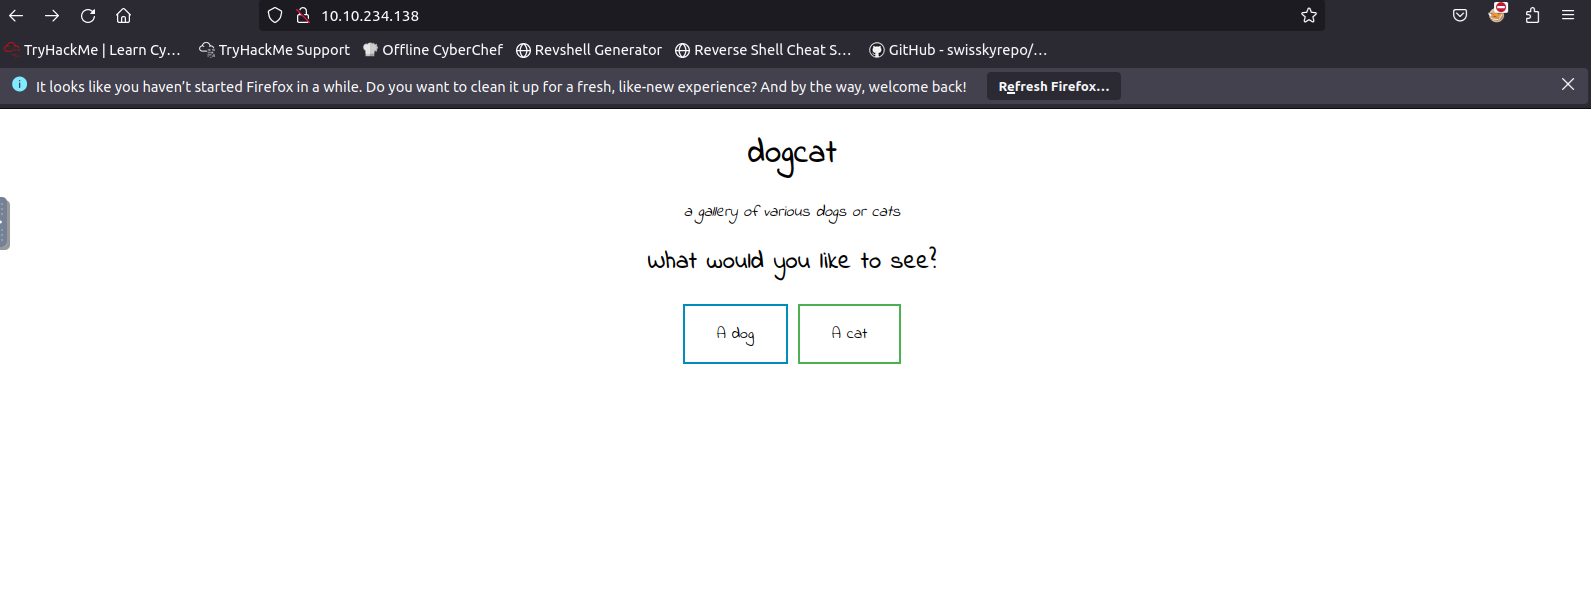 10.10.234.138
TryHackMe | Learn Cy… TryHackMe Support Offline CyberChef Revshell Generator Reverse Shell Cheat S… GitHub - swisskyrepo/…
It looks like you haven’t started Firefox in a while. Do you want to clean it up for a fresh, like-new experience? And by the way, welcome back! Refresh Firefox…
dogcat
a gallery of various dogs or cats
What would you like to see?
A dog A cat